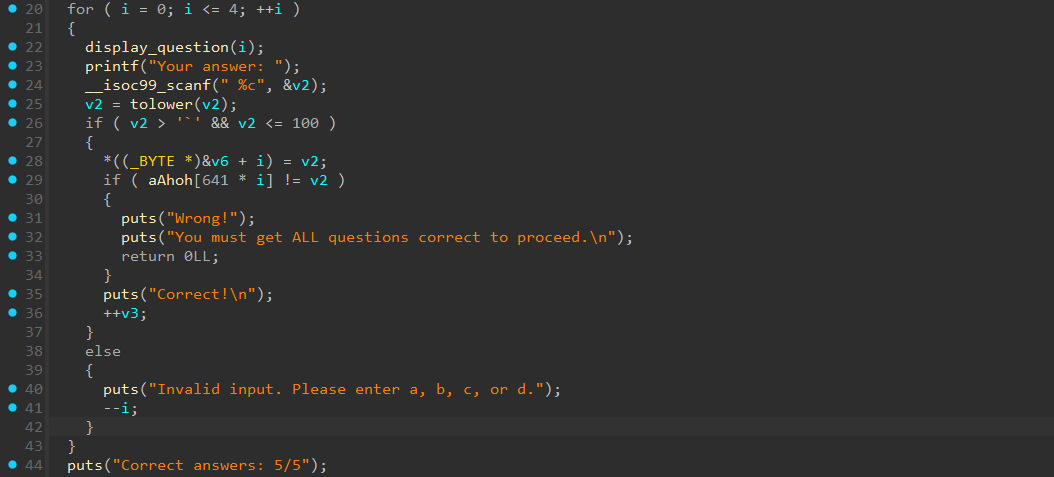 20 for ( i = 0; i <= 4; ++i )
21 {
22 display_question(i);
23 printf("Your answer: ");
24 __isoc99_scanf(" %c", &v2);
25 v2 = tolower(v2);
26 if ( v2 > '`' && v2 <= 100 )
27 {
28 *((_BYTE *)&v6 + i) = v2;
29 if ( aAhoh[641 * i] != v2 )
30 {
31 puts("Wrong!");
32 puts("You must get ALL questions correct to proceed.\n");
33 return 0LL;
34 }
35 puts("Correct!\n");
36 ++v3;
37 }
38 else
39 {
40 puts("Invalid input. Please enter a, b, c, or d.");
41 --i;
42 }
43 }
44 puts("Correct answers: 5/5");